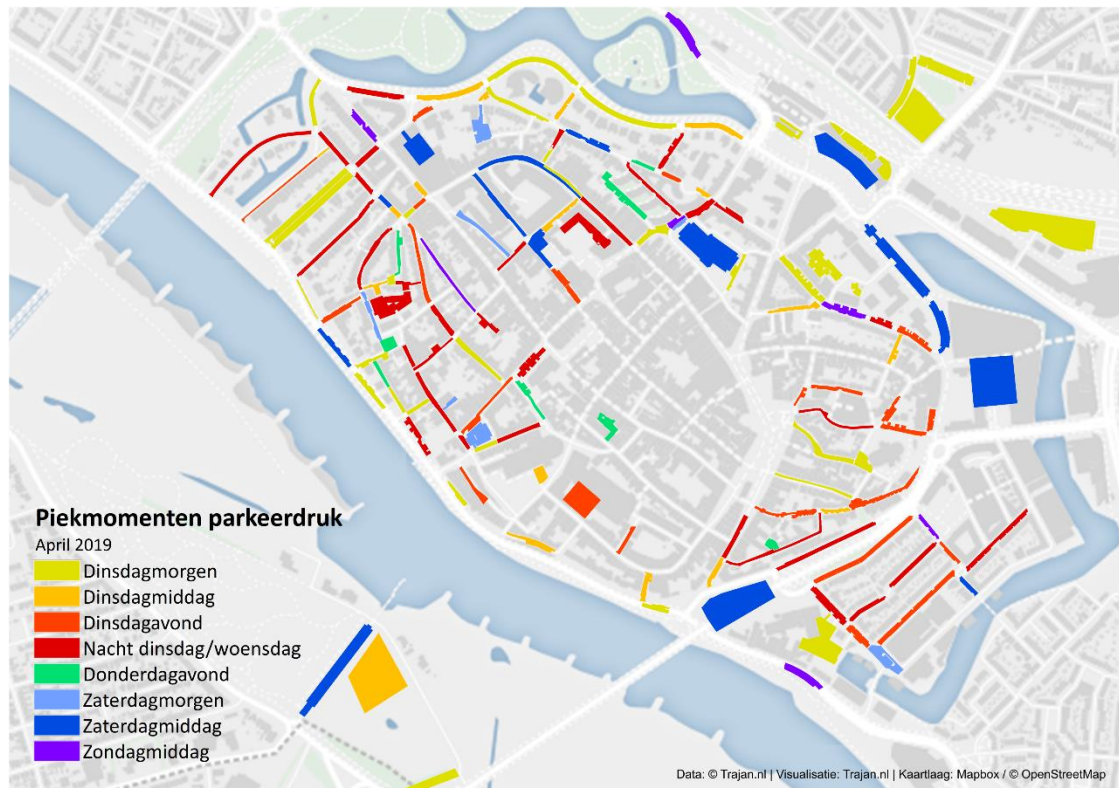 Piekmomenten parkeerdruk
April 2019
Dinsdagmorgen
Dinsdagmiddag
Dinsdagavond
Nacht dinsdag/woensdag
Donderdagavond
Zaterdagmorgen
Zaterdagmiddag
Zondagmiddag
Data: © Trajan.nl | Visualisatie: Trajan.nl | Kaartlaag: Mapbox / © OpenStreetMap